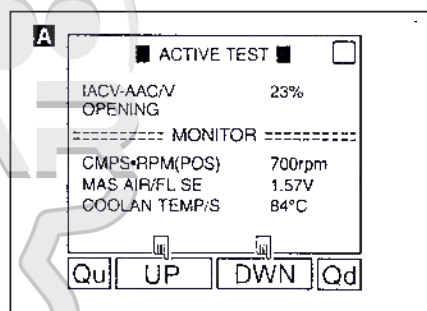 A
ACTIVE TEST
IACV-AAC/V 23%
OPENING
========= MONITOR ==========
CMPS•RPM(POS) 700rpm
MAS AIR/FL SE 1.57V
COOLAN TEMP/S 84°C
Qu UP DWN Qd